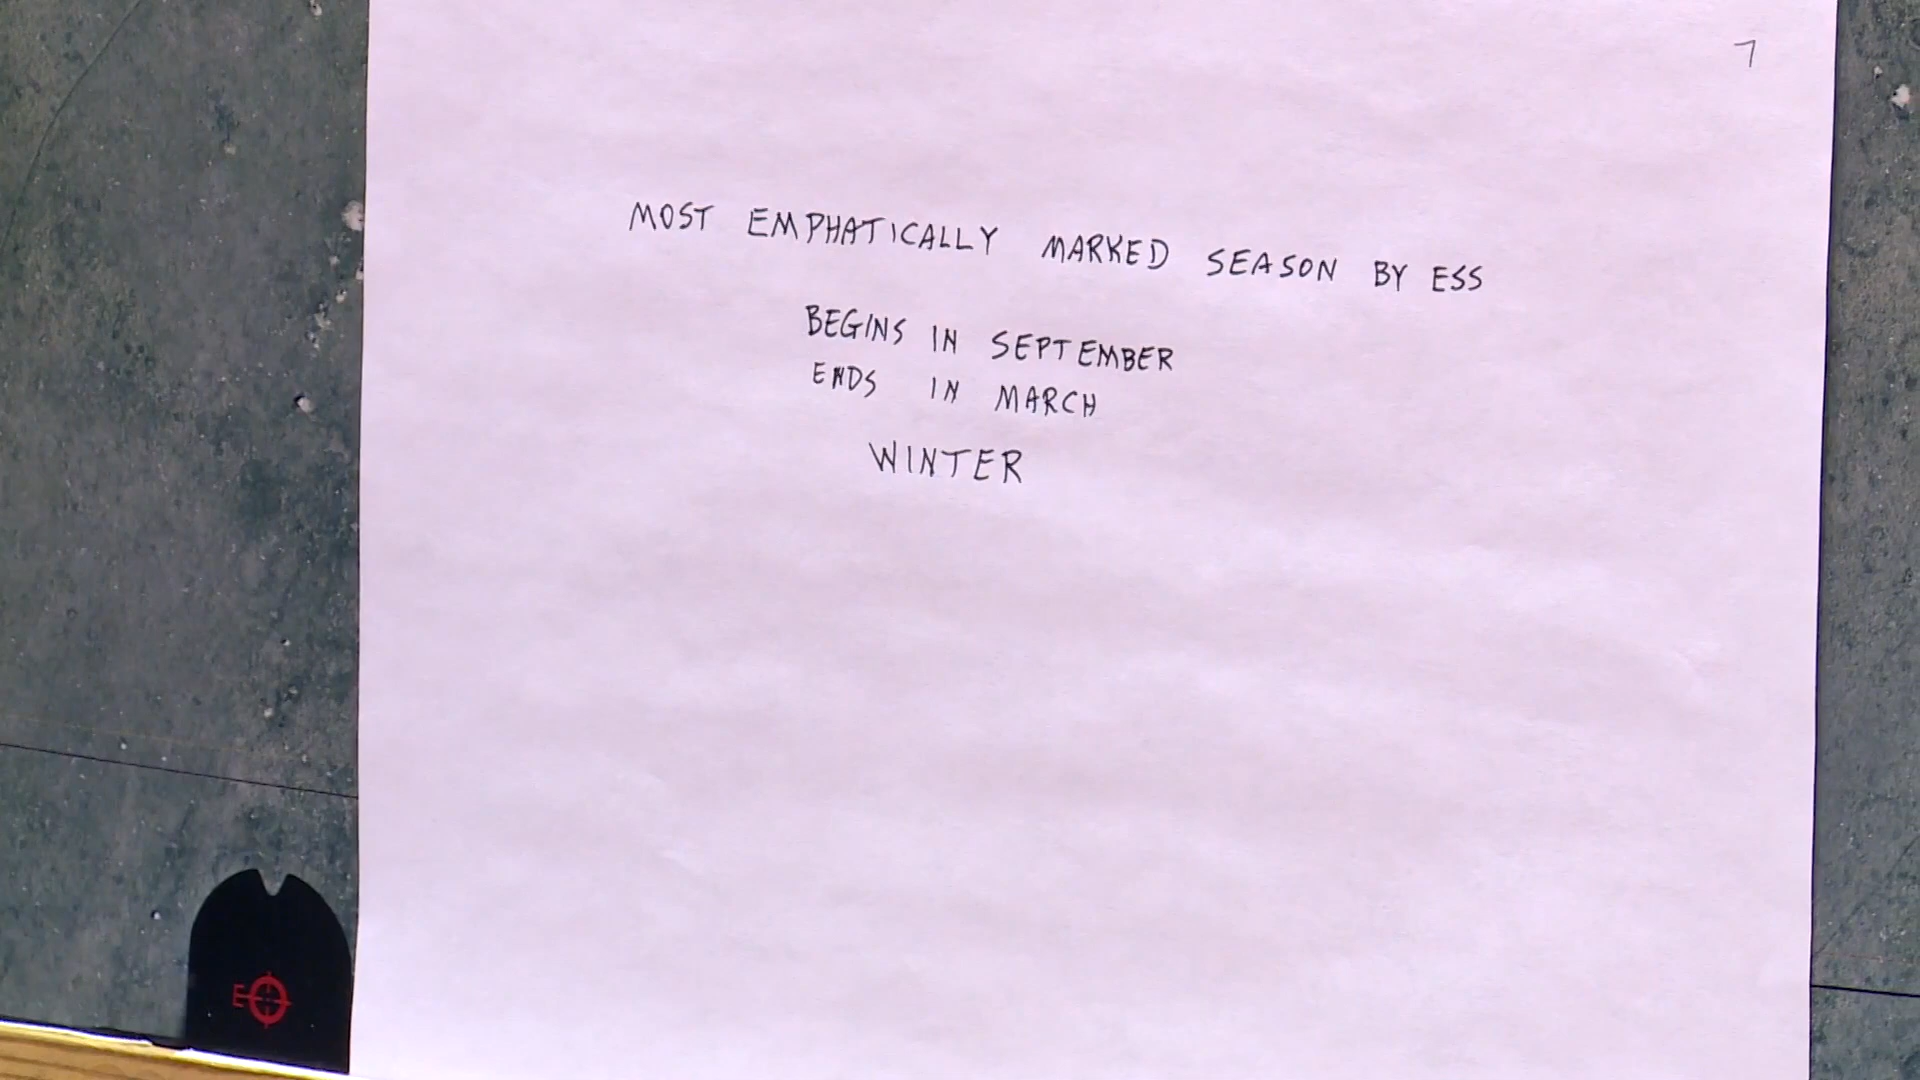 7
MOST EMPHATICALLY MARKED SEASON BY ESS
BEGINS IN SEPTEMBER
ENDS IN MARCH
WINTER
E